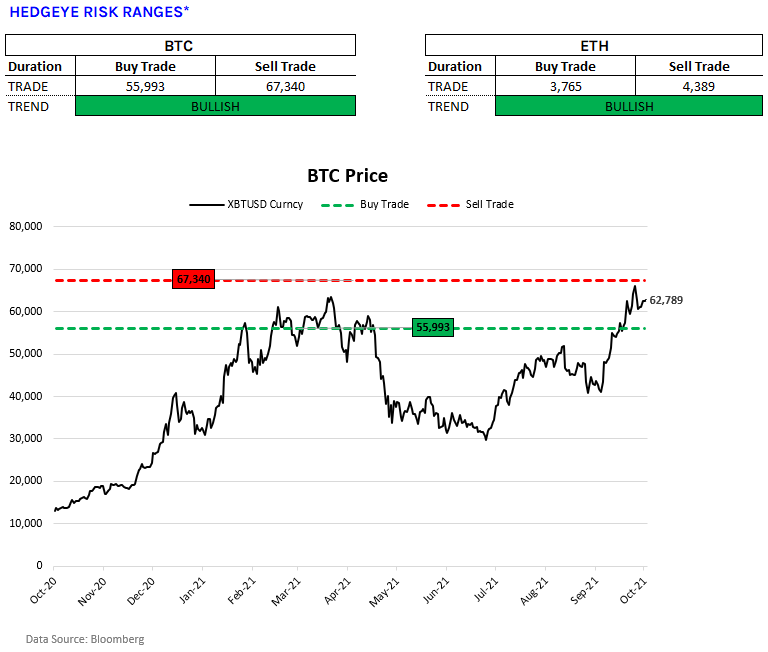 HEDGEYE RISK RANGES*
BTC
Duration Buy Trade Sell Trade
TRADE 55,993 67,340
TREND BULLISH
ETH
Duration Buy Trade Sell Trade
TRADE 3,765 4,389
TREND BULLISH
BTC Price
XBTUSD Curncy Buy Trade Sell Trade
80,000
70,000
60,000
50,000
40,000
30,000
20,000
10,000
0
67,340
55,993
62,789
Oct-20 Nov-20 Dec-20 Jan-21 Feb-21 Mar-21 Apr-21 May-21 Jun-21 Jul-21 Aug-21 Sep-21 Oct-21
Data Source: Bloomberg